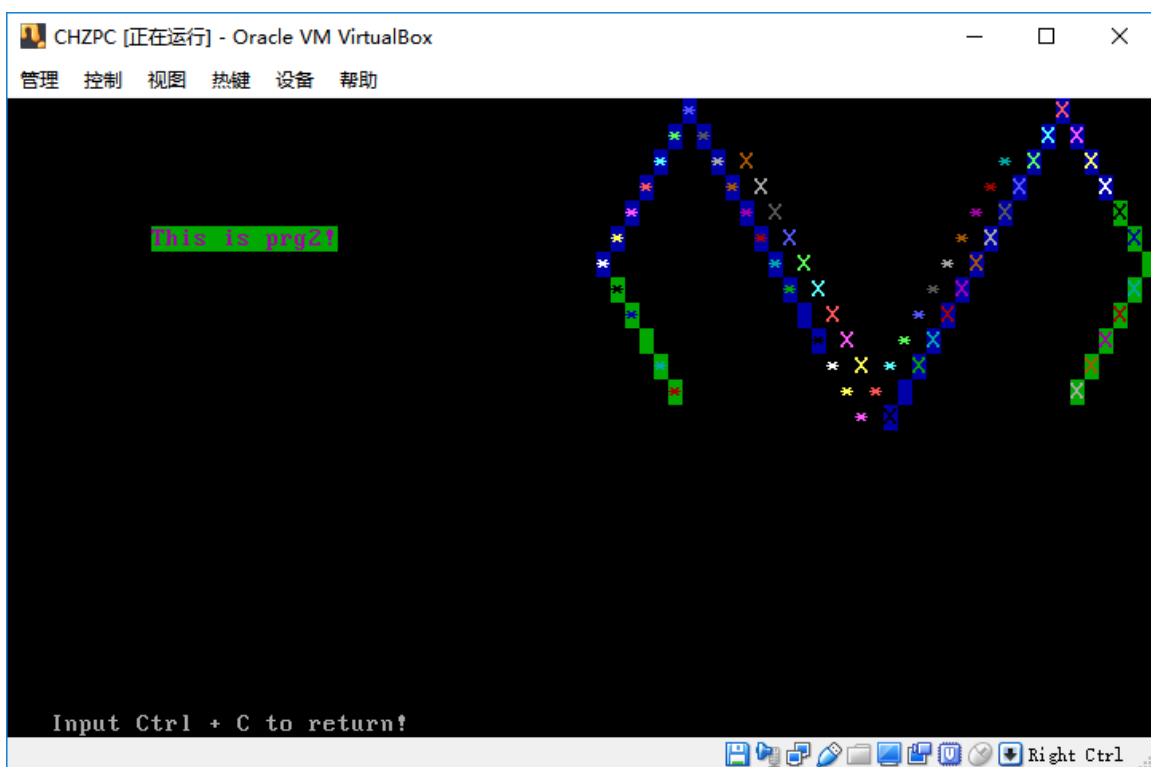 CHZPC [正在运行] - Oracle VM VirtualBox
管理 控制 视图 热键 设备 帮助
This is prg2!
Input Ctrl + C to return!
Right Ctrl